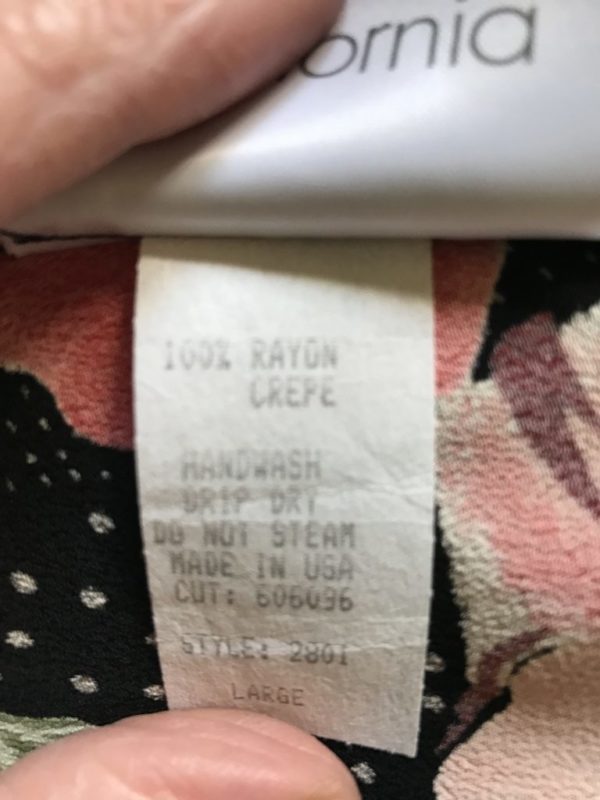 ornia
100% RAYON
CREPE
HANDWASH
DRIP DRY
DO NOT STEAM
MADE IN USA
CUT: 606096
STYLE: 2801
LARGE